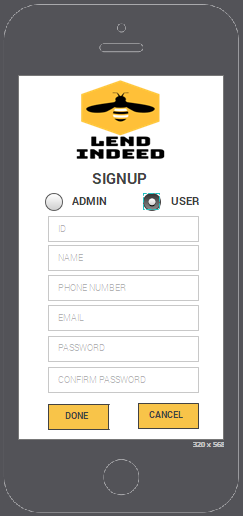 LEND
INDEED
SIGNUP
ADMIN USER
ID
NAME
PHONE NUMBER
EMAIL
PASSWORD
CONFIRM PASSWORD
DONE CANCEL
320 x 568